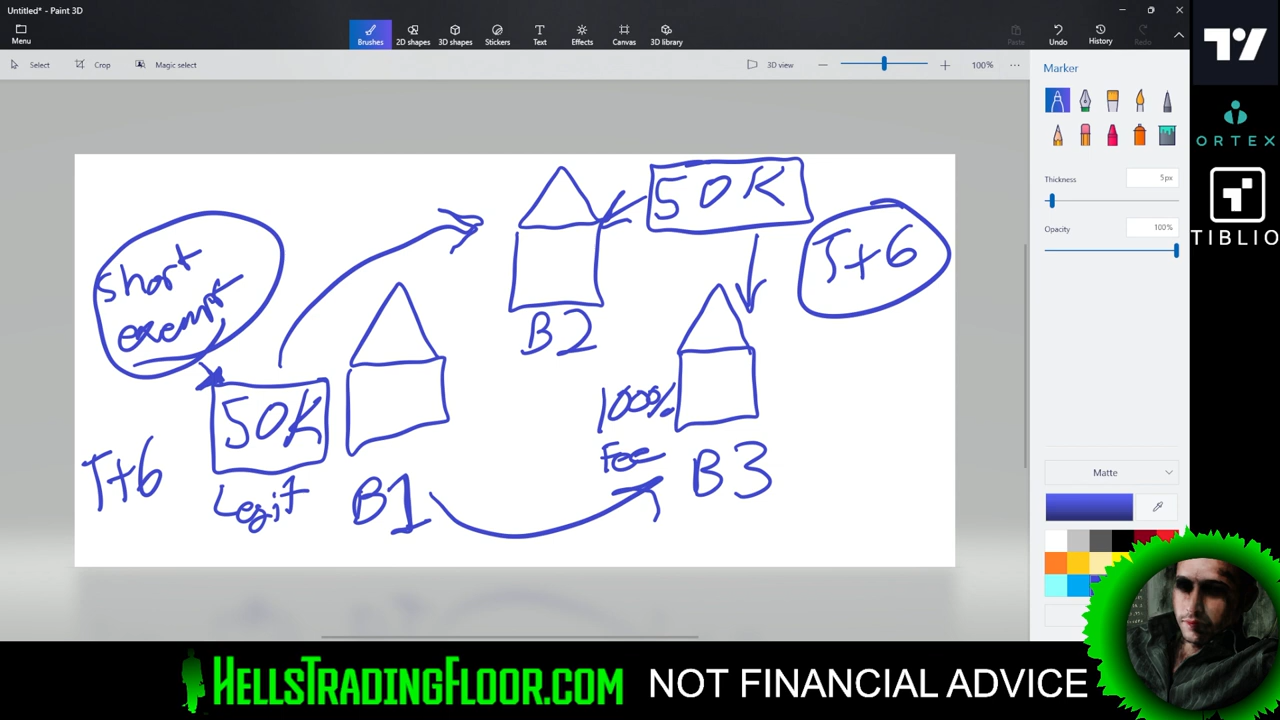 Untitled* - Paint 3D
Menu
Brushes
2D shapes
3D shapes
Stickers
Text
Effects
Canvas
3D library
Paste
Undo
History
Redo
Select
Crop
Magic select
3D view
100%
Marker
Thickness
5px
Opacity
100%
Matte
short
exempt
T+6
50K
Legit
B1
B2
50K
T+6
100%
Fee
B3
ORTEX
TIBLIO
HELLSTRADINGFLOOR.COM
NOT FINANCIAL ADVICE